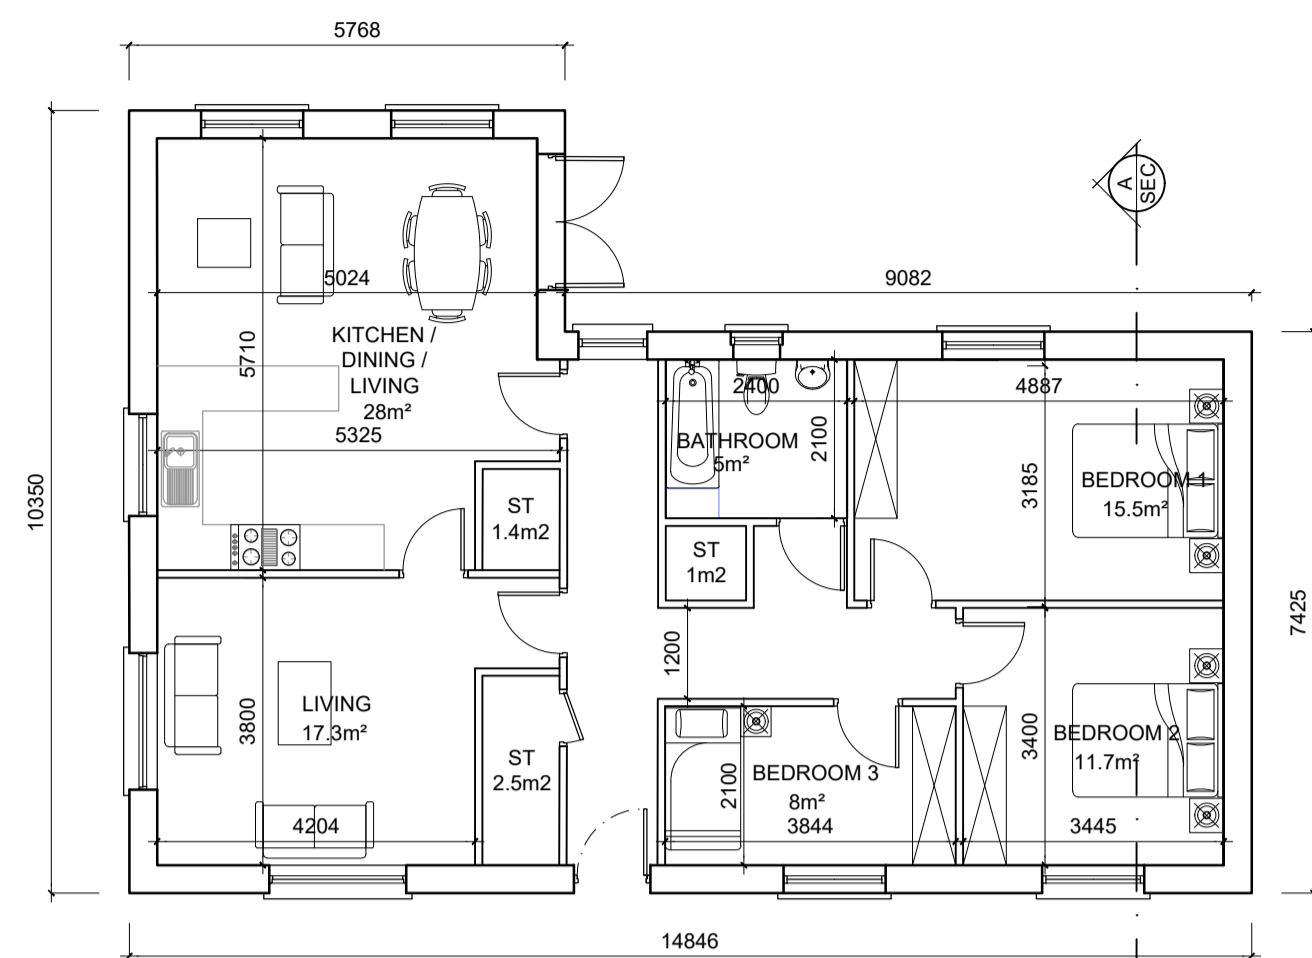 5768
A
SEC
5024
9082
5710
KITCHEN /
DINING /
LIVING
28m²
5325
2400
4887
BATHROOM
5m²
2100
3185
BEDROOM 1
15.5m²
10350
ST
1.4m2
ST
1m2
7425
1200
LIVING
17.3m²
3800
ST
2.5m2
BEDROOM 3
8m²
2100
3844
BEDROOM 2
11.7m²
3400
4204
3445
14846